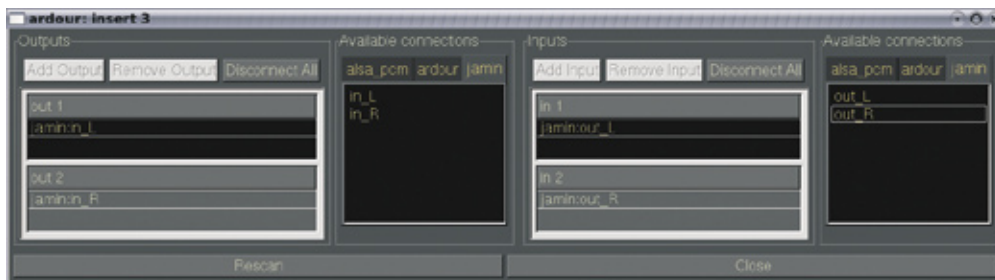 ardour: insert 3
Outputs
Add Output Remove Output Disconnect All
out 1
jamin:in_L
out 2
jamin:in_R
Available connections
alsa_pcm ardour jamin
in_L
in_R
Inputs
Add Input Remove Input Disconnect All
in 1
jamin:out_L
in 2
jamin:out_R
Available connections
alsa_pcm ardour jamin
out_L
out_R
Rescan
Close